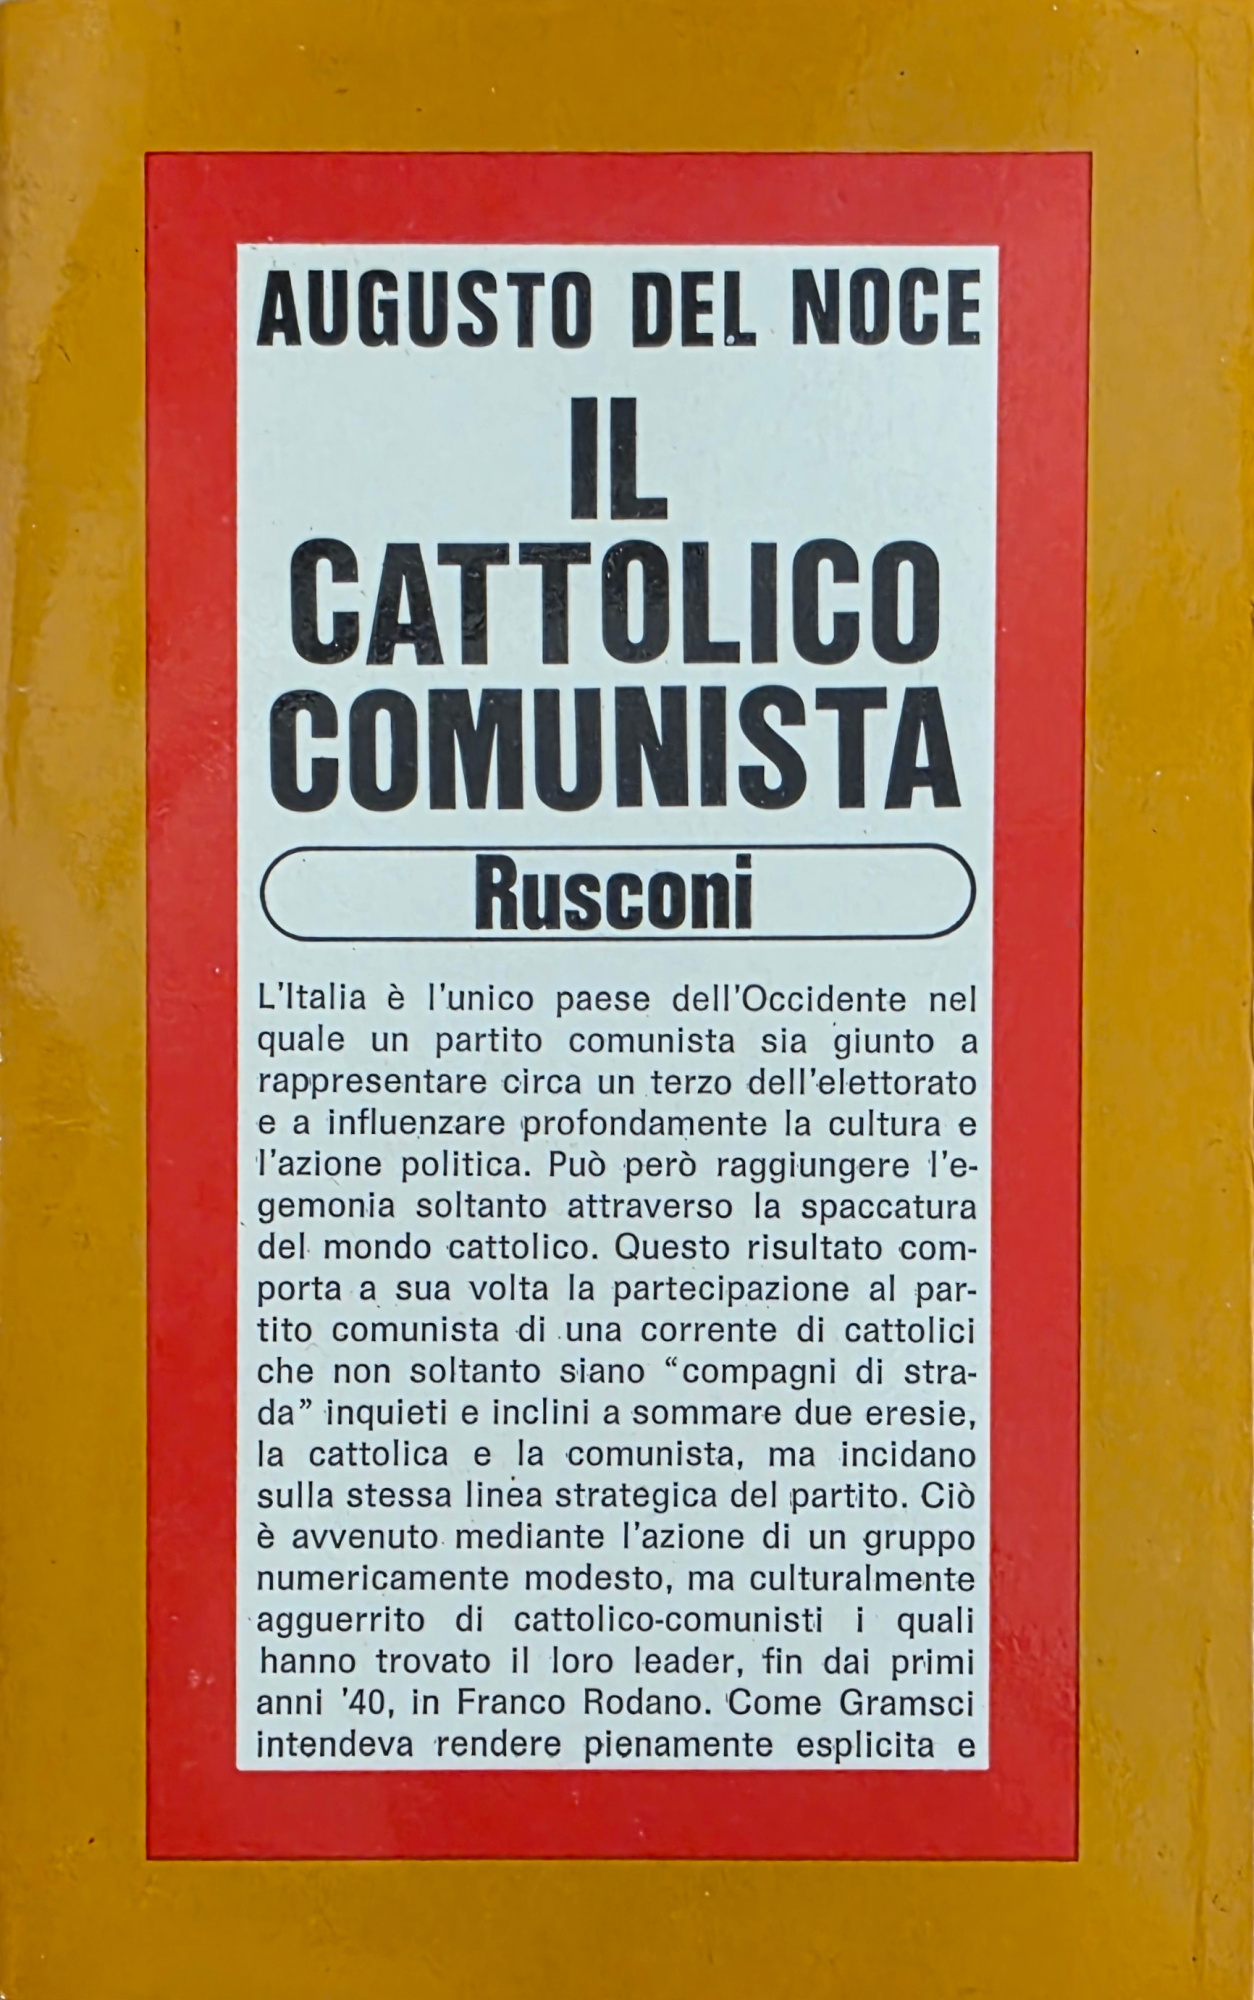 AUGUSTO DEL NOCE
IL
CATTOLICO
COMUNISTA
Rusconi
L'Italia è l'unico paese dell'Occidente nel
quale un partito comunista sia giunto a
rappresentare circa un terzo dell'elettorato
e a influenzare profondamente la cultura e
l'azione politica. Può però raggiungere l'e-
gemonia soltanto attraverso la spaccatura
del mondo cattolico. Questo risultato com-
porta a sua volta la partecipazione al par-
tito comunista di una corrente di cattolici
che non soltanto siano “compagni di stra-
da” inquieti e inclini a sommare due eresie,
la cattolica e la comunista, ma incidano
sulla stessa linea strategica del partito. Ciò
è avvenuto mediante l'azione di un gruppo
numericamente modesto, ma culturalmente
agguerrito di cattolico-comunisti i quali
hanno trovato il loro leader, fin dai primi
anni '40, in Franco Rodano. Come Gramsci
intendeva rendere pienamente esplicita e